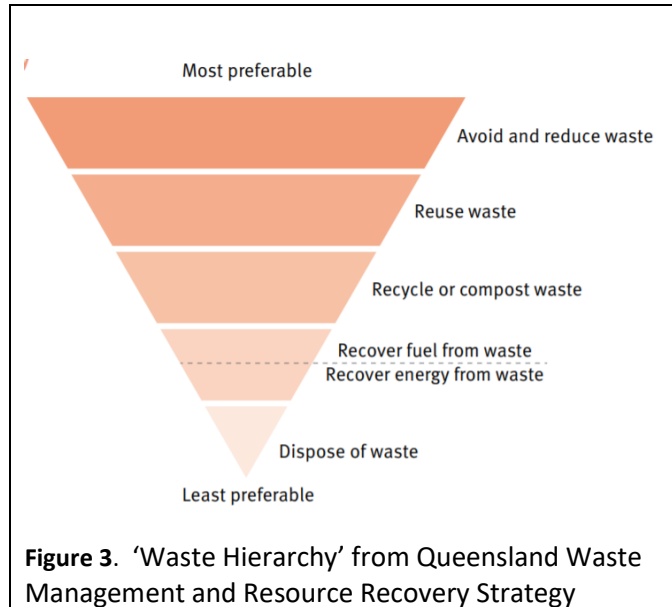 Most preferable
Avoid and reduce waste
Reuse waste
Recycle or compost waste
Recover fuel from waste
Recover energy from waste
Dispose of waste
Least preferable
Figure 3.  ‘Waste Hierarchy’ from Queensland Waste
Management and Resource Recovery Strategy